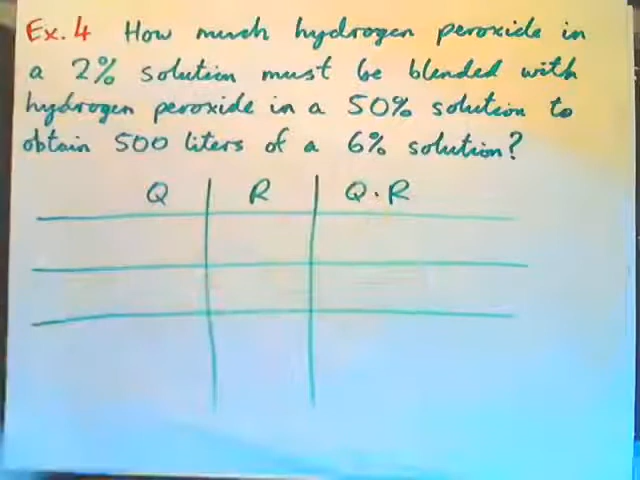 Ex. 4 How much hydrogen peroxide in
a 2% solution must be blended with
hydrogen peroxide in a 50% solution to
obtain 500 liters of a 6% solution?
Q R Q · R